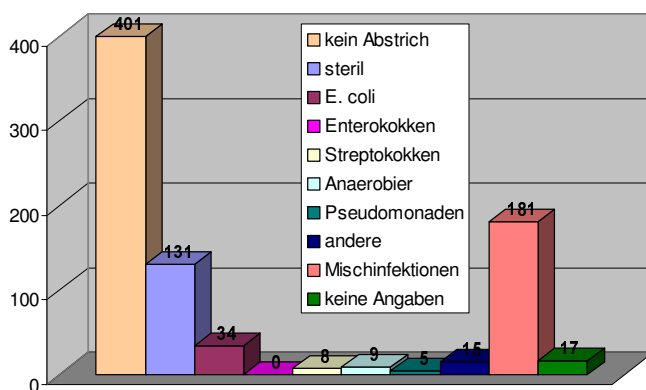 401
400
300
200
100
0
kein Abstrich
steril
E. coli
Enterokokken
Streptokokken
Anaerobier
Pseudomonaden
andere
Mischinfektionen
keine Angaben
131
34
0
8
9
5
15
181
17